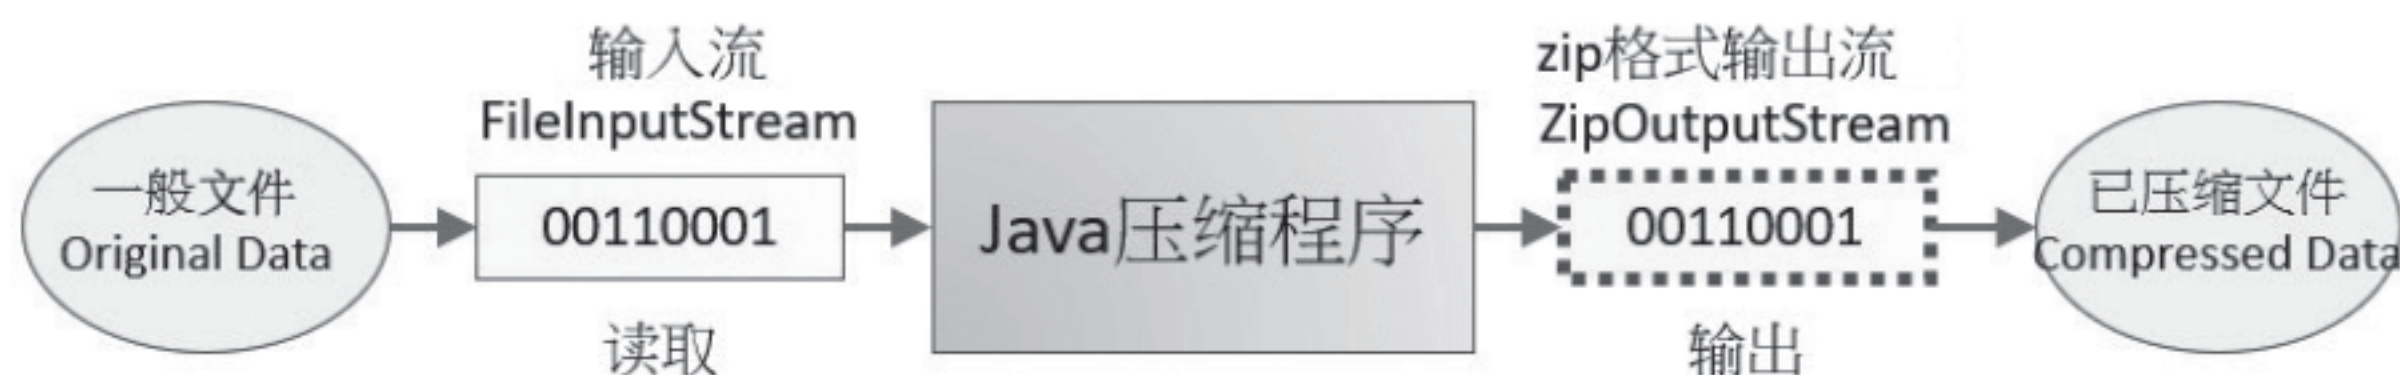 一般文件
Original Data
输入流
FileInputStream
00110001
读取
Java压缩程序
zip格式输出流
ZipOutputStream
00110001
输出
已压缩文件
Compressed Data